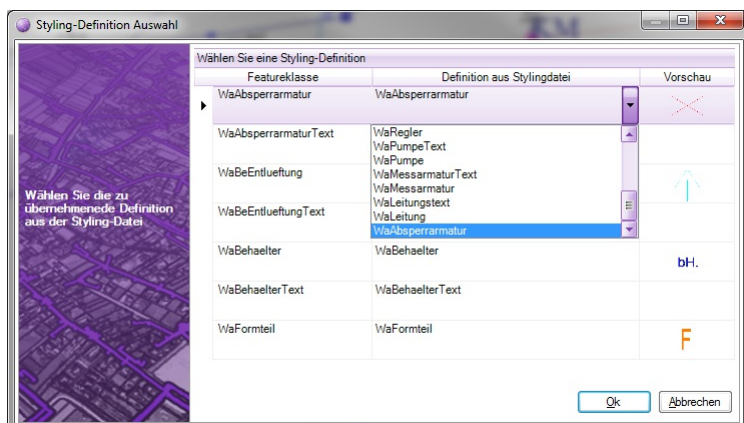 Styling-Definition Auswahl
Wählen Sie eine Styling-Definition
Featureklasse Definition aus Stylingdatei Vorschau
WaAbsperrarmatur WaAbsperrarmatur
WaAbsperrarmaturText WaRegler
WaPumpeText
WaPumpe
WaBeEntlueftung WaMessarmaturText
WaMessarmatur
Wählen Sie die zu
übernehmenede Definition
aus der Styling-Datei
WaLeitungstext
WaBeEntlueftungText WaLeitung
WaAbsperrarmatur
WaBehaelter WaBehaelter bH.
WaBehaelterText WaBehaelterText
WaFormteil WaFormteil F
Ok Abbrechen